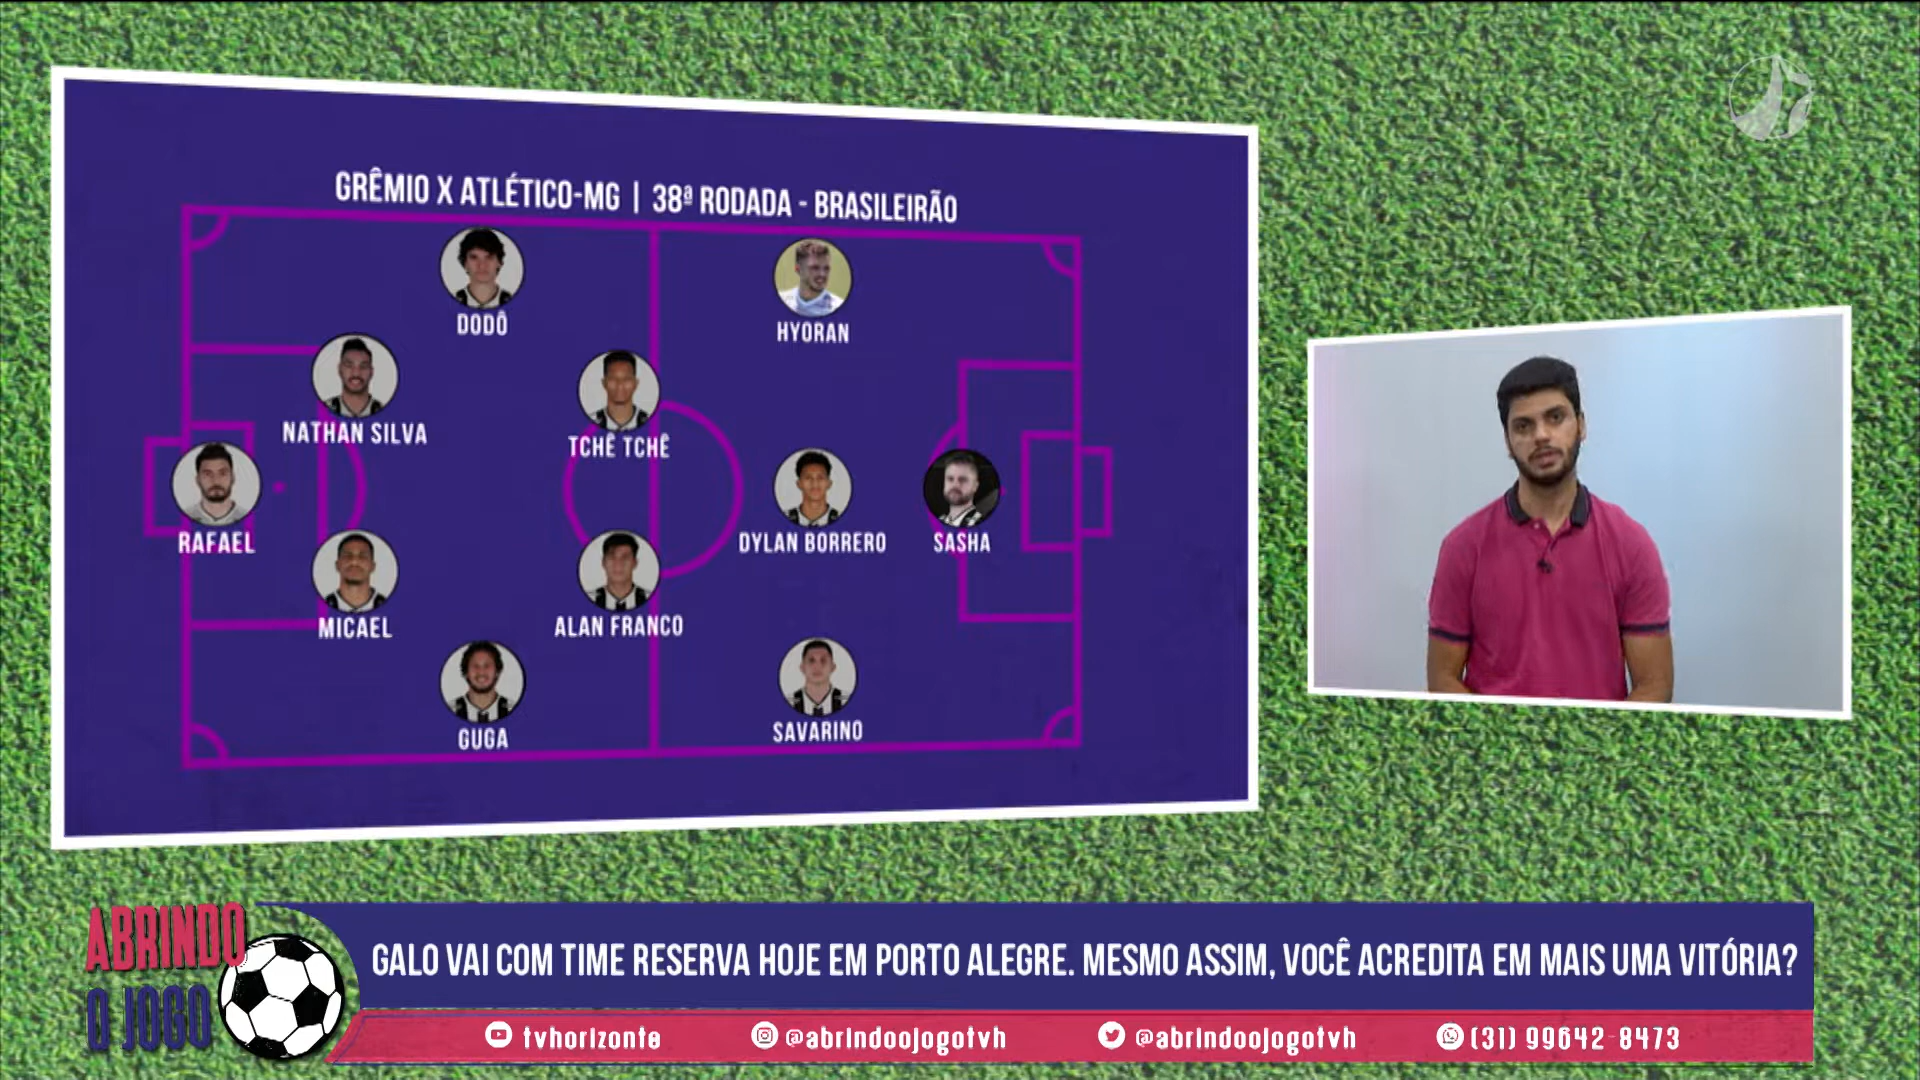 GRÊMIO X ATLÉTICO-MG | 38ª RODADA - BRASILEIRÃO
DODÔ
HYORAN
NATHAN SILVA
TCHÊ TCHÊ
RAFAEL
DYLAN BORRERO
SASHA
MICAEL
ALAN FRANCO
GUGA
SAVARINO
ABRINDO
O JOGO
GALO VAI COM TIME RESERVA HOJE EM PORTO ALEGRE. MESMO ASSIM, VOCÊ ACREDITA EM MAIS UMA VITÓRIA?
tvhorizonte @abrindoojogotvh @abrindoojogotvh (31) 99642-8473